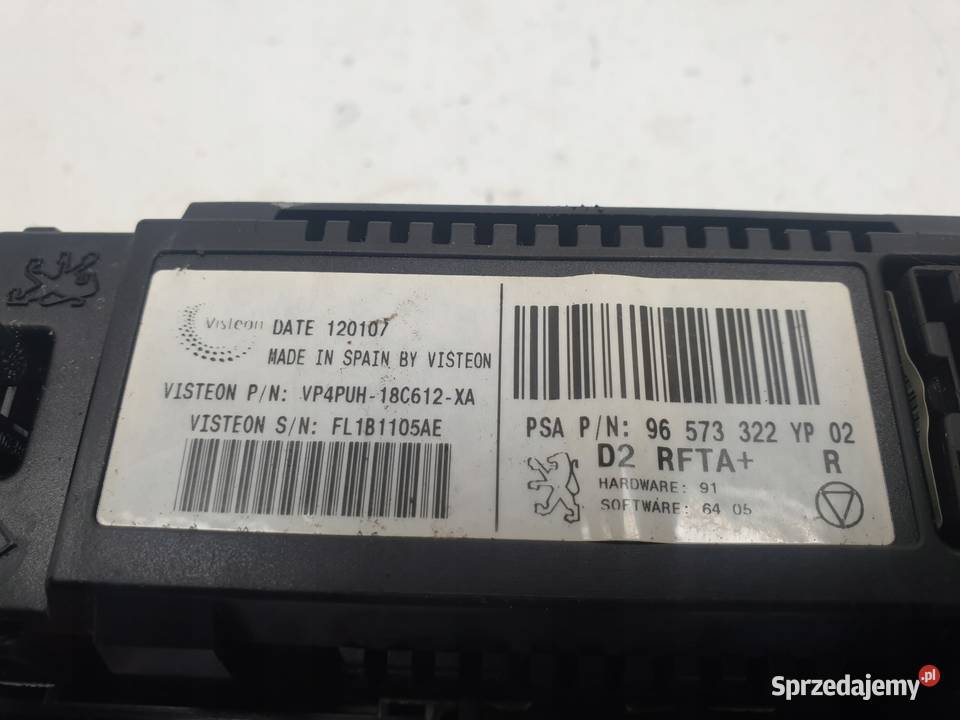 Visteon DATE 120107
MADE IN SPAIN BY VISTEON
VISTEON P/N: VP4PUH-18C612-XA
VISTEON S/N: FL1B1105AE
PSA P/N: 96 573 322 YP 02
D2 RFTA+ R
HARDWARE: 91
SOFTWARE: 64 05
Sprzedajemy.pl